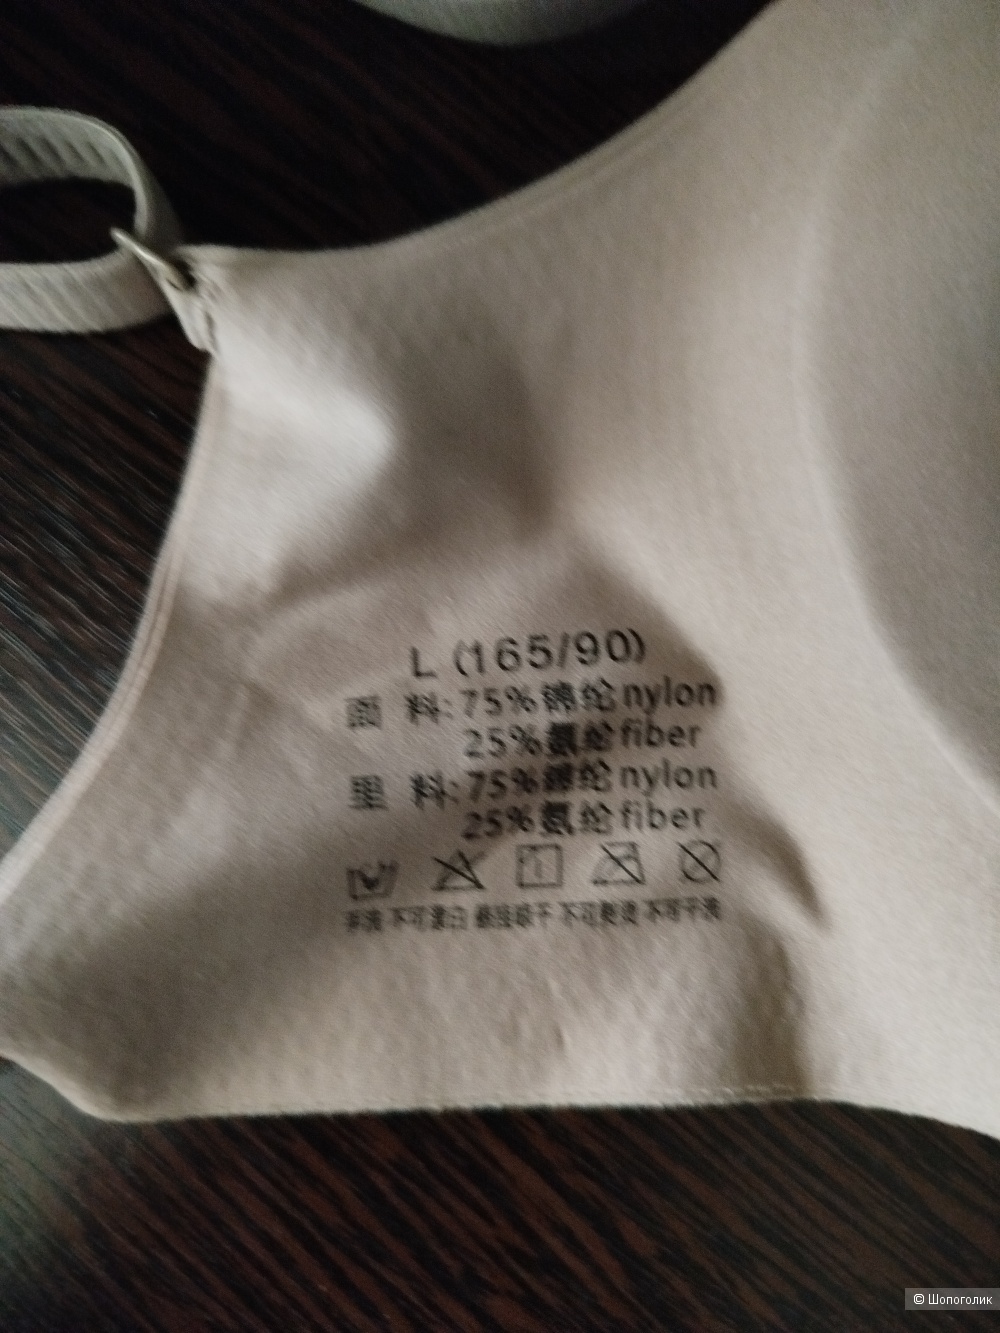 L (165/90)
面 料: 75%锦纶nylon
25%氨纶fiber
里 料: 75%锦纶nylon
25%氨纶fiber
手洗 不可漂白 悬挂晾干 不可熨烫 不可干洗
© Шопоголик